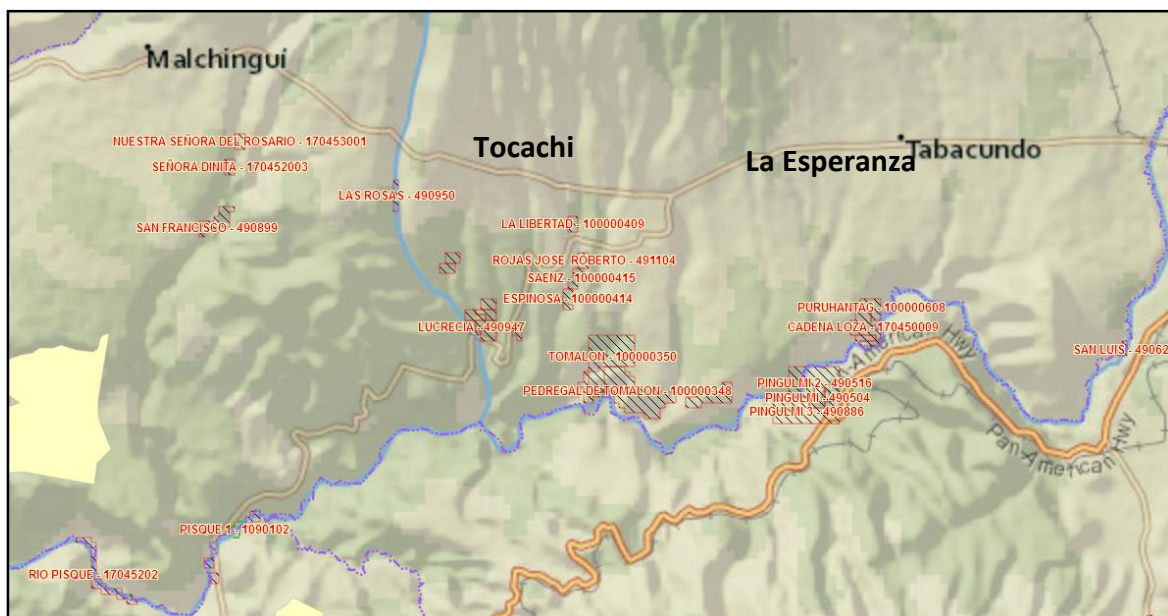 Malchinguí
Tocachi
La Esperanza
Tabacundo
NUESTRA SEÑORA DEL ROSARIO - 170453001
SEÑORA DINITA - 170452003
LAS ROSAS - 490950
SAN FRANCISCO - 490899
LA LIBERTAD - 100000409
ROJAS JOSE ROBERTO - 491104
SAENZ - 100000415
ESPINOSA - 100000414
PURUHANTAG - 100000608
LUCRECIA - 490947
CADENA LOZA - 170450009
American Hwy
SAN LUIS - 49062
TOMALON - 100000350
PEDREGAL DE TOMALON - 100000348
PINGULMI 2 - 490516
PINGULMI - 490504
PINGULMI 3 - 490886
Pan-American Hwy
PISQUE 1 - 1090102
RIO PISQUE - 17045202